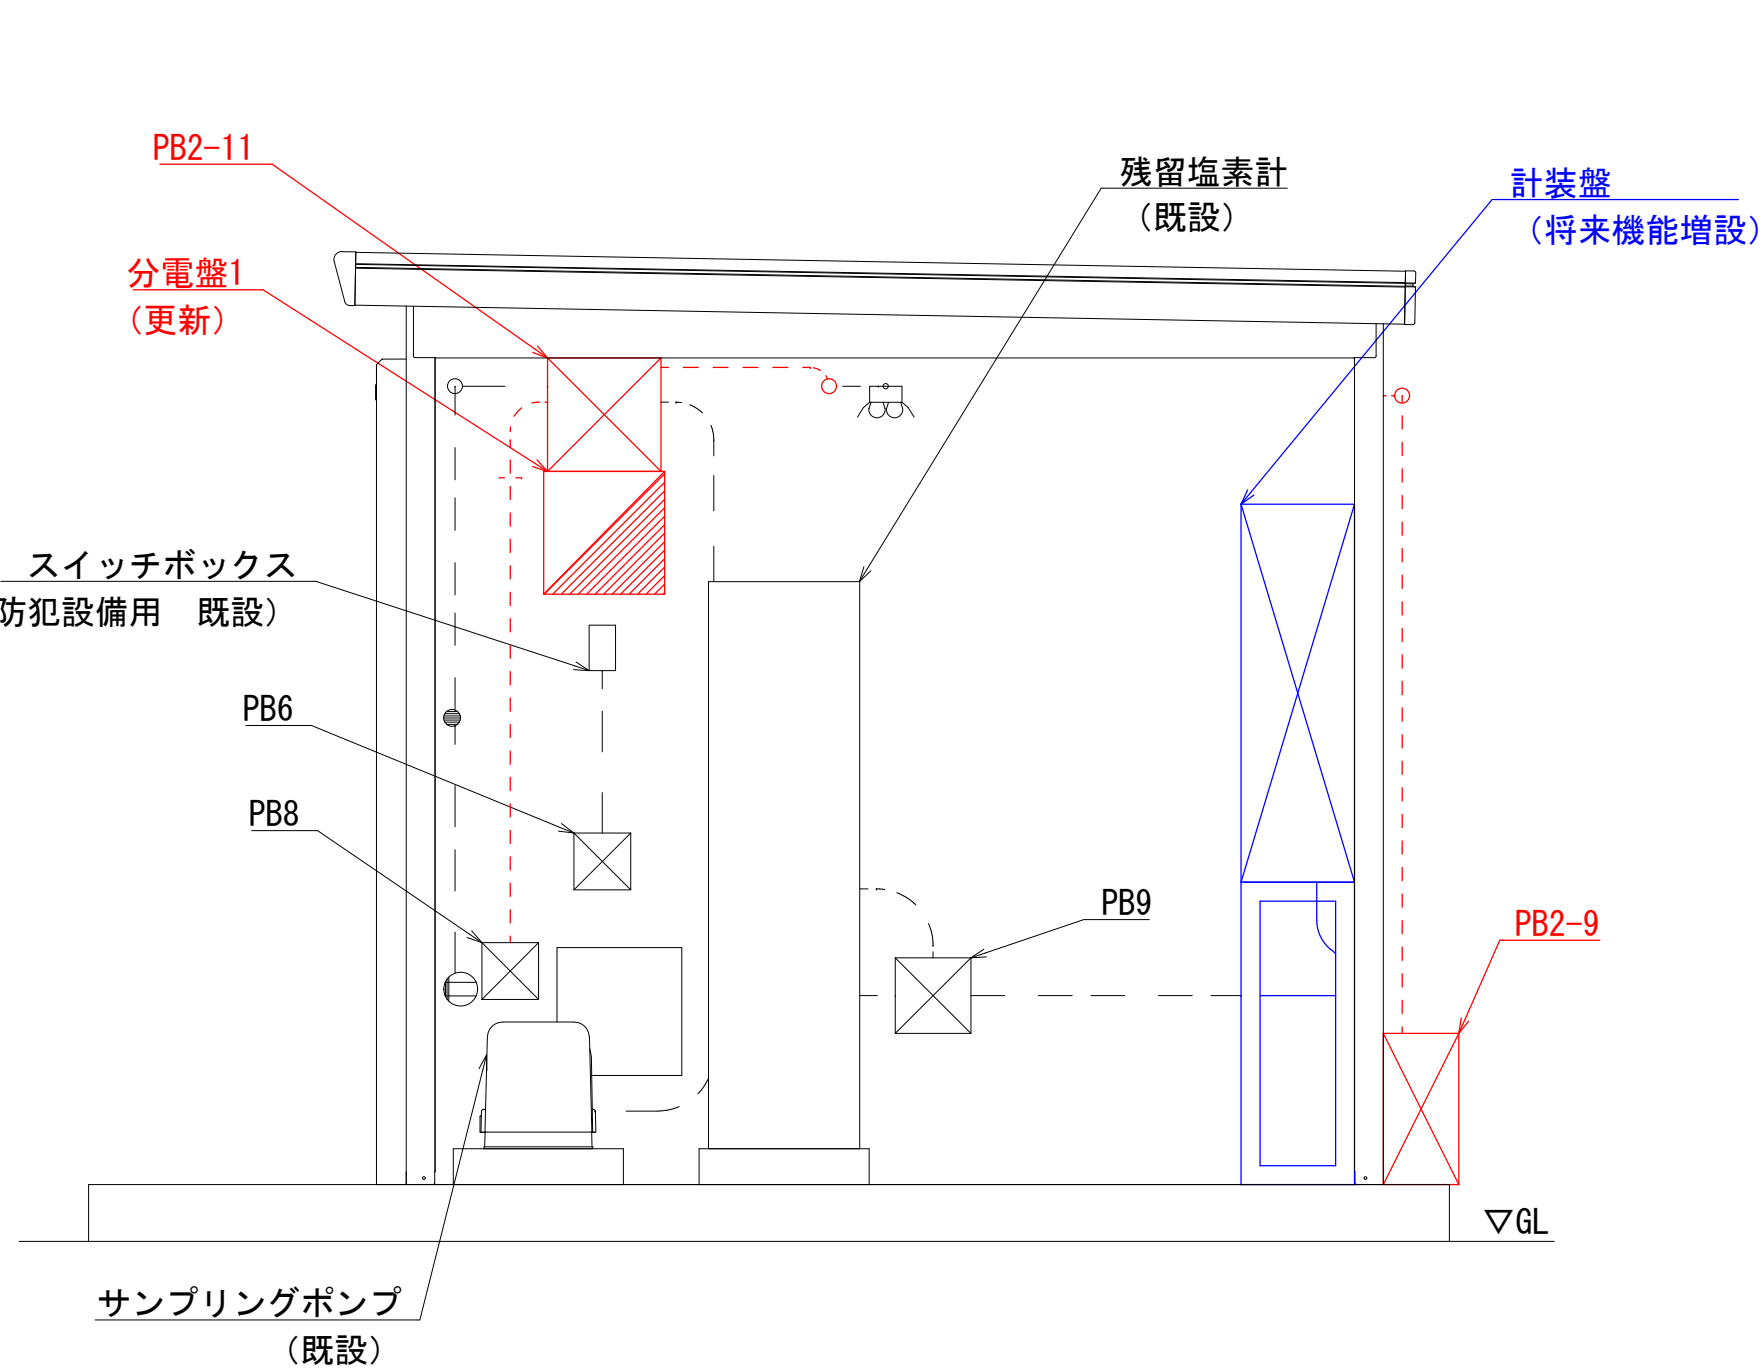 PB2-11
残留塩素計
(既設)
計装盤
(将来機能増設)
分電盤1
(更新)
スイッチボックス
防犯設備用　既設)
PB6
PB8
PB9
PB2-9
▽GL
サンプリングポンプ
(既設)